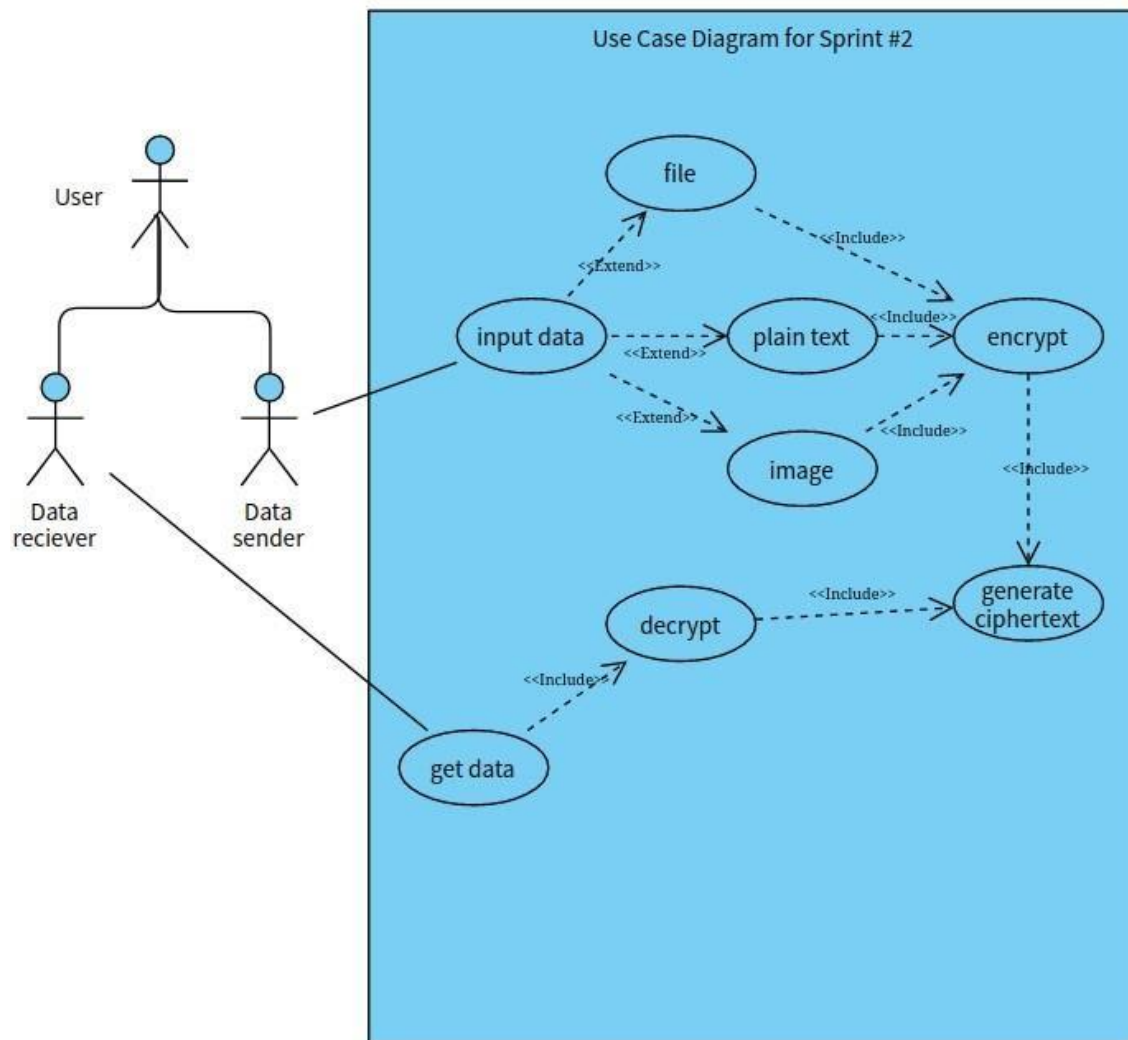 Use Case Diagram for Sprint #2
file
User
<<Include>>
<<Extend>>
input data
<<Include>>
plain text
encrypt
<<Extend>>
<<Extend>>
<<Include>>
image
<<Include>>
Data
reciever
Data
sender
generate
ciphertext
<<Include>>
decrypt
<<Include>>
get data